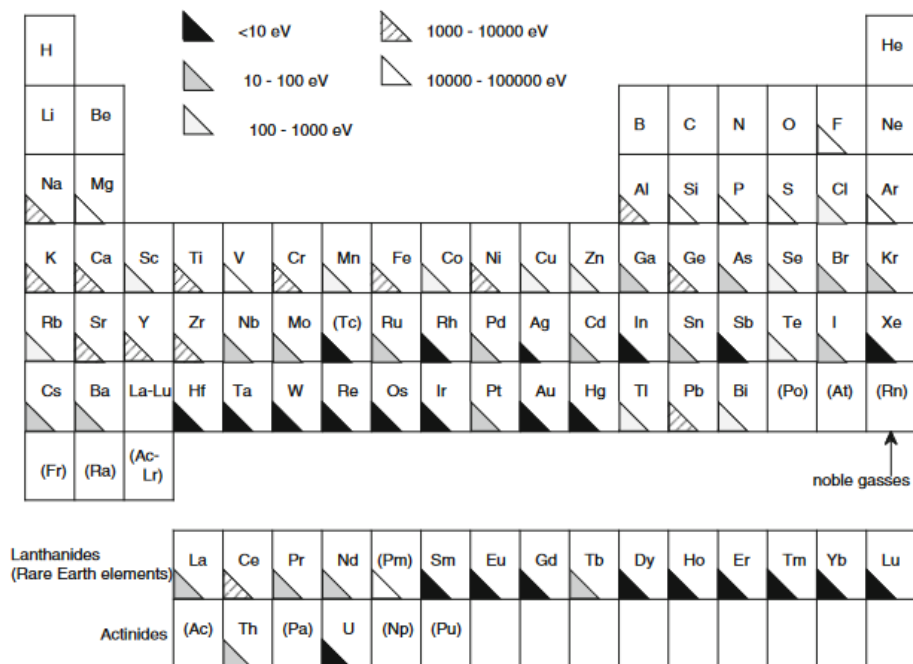 <10 eV
1000 - 10000 eV
10 - 100 eV
10000 - 100000 eV
100 - 1000 eV
H He
Li Be B C N O F Ne
Na Mg Al Si P S Cl Ar
K Ca Sc Ti V Cr Mn Fe Co Ni Cu Zn Ga Ge As Se Br Kr
Rb Sr Y Zr Nb Mo (Tc) Ru Rh Pd Ag Cd In Sn Sb Te I Xe
Cs Ba La-Lu Hf Ta W Re Os Ir Pt Au Hg Tl Pb Bi (Po) (At) (Rn)
(Fr) (Ra) (Ac-
Lr)
noble gasses
Lanthanides
(Rare Earth elements)
La Ce Pr Nd (Pm) Sm Eu Gd Tb Dy Ho Er Tm Yb Lu
Actinides (Ac) Th (Pa) U (Np) (Pu)